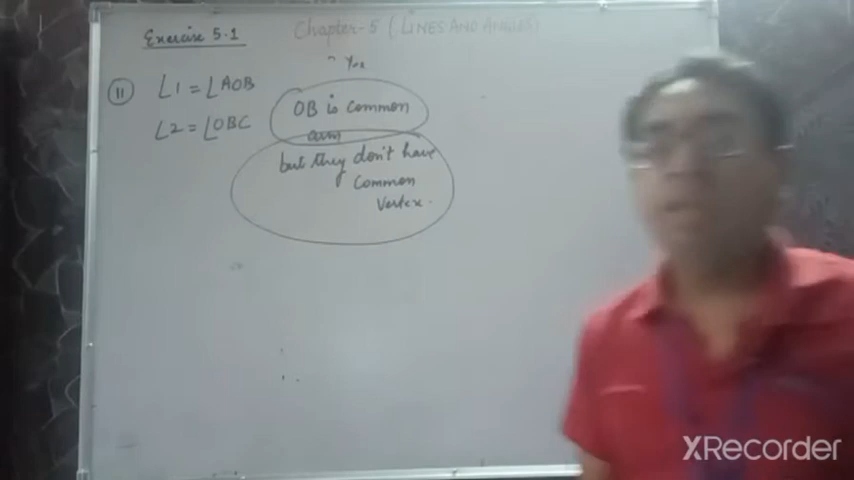 Exercise 5.1
Chapter-5 (LINES AND ANGLES)
11
∠1 = ∠AOB
∠2 = ∠OBC
OB is common
arm
but they don't have
common
vertex.
XRecorder